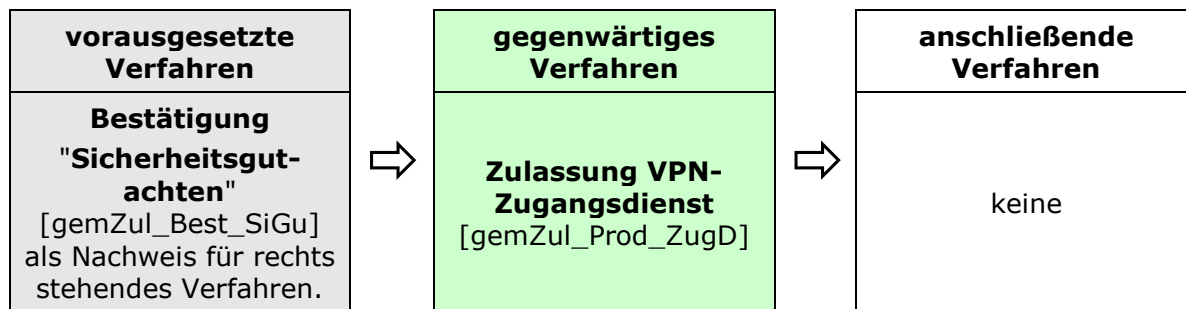 vorausgesetzte
Verfahren
Bestätigung
"Sicherheitsgut-
achten"
[gemZul_Best_SiGu]
als Nachweis für rechts
stehendes Verfahren.
gegenwärtiges
Verfahren
Zulassung VPN-
Zugangsdienst
[gemZul_Prod_ZugD]
anschließende
Verfahren
keine